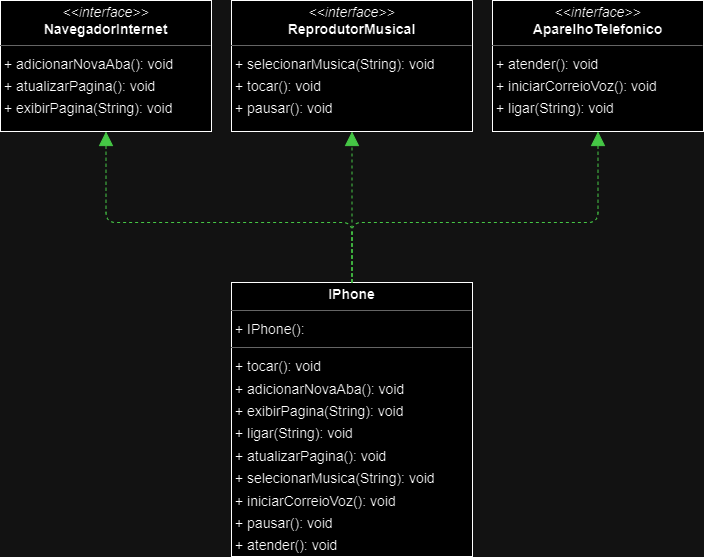 <<interface>>
NavegadorInternet
+ adicionarNovaAba(): void
+ atualizarPagina(): void
+ exibirPagina(String): void
<<interface>>
ReprodutorMusical
+ selecionarMusica(String): void
+ tocar(): void
+ pausar(): void
<<interface>>
AparelhoTelefonico
+ atender(): void
+ iniciarCorreioVoz(): void
+ ligar(String): void
IPhone
+ IPhone():
+ tocar(): void
+ adicionarNovaAba(): void
+ exibirPagina(String): void
+ ligar(String): void
+ atualizarPagina(): void
+ selecionarMusica(String): void
+ iniciarCorreioVoz(): void
+ pausar(): void
+ atender(): void